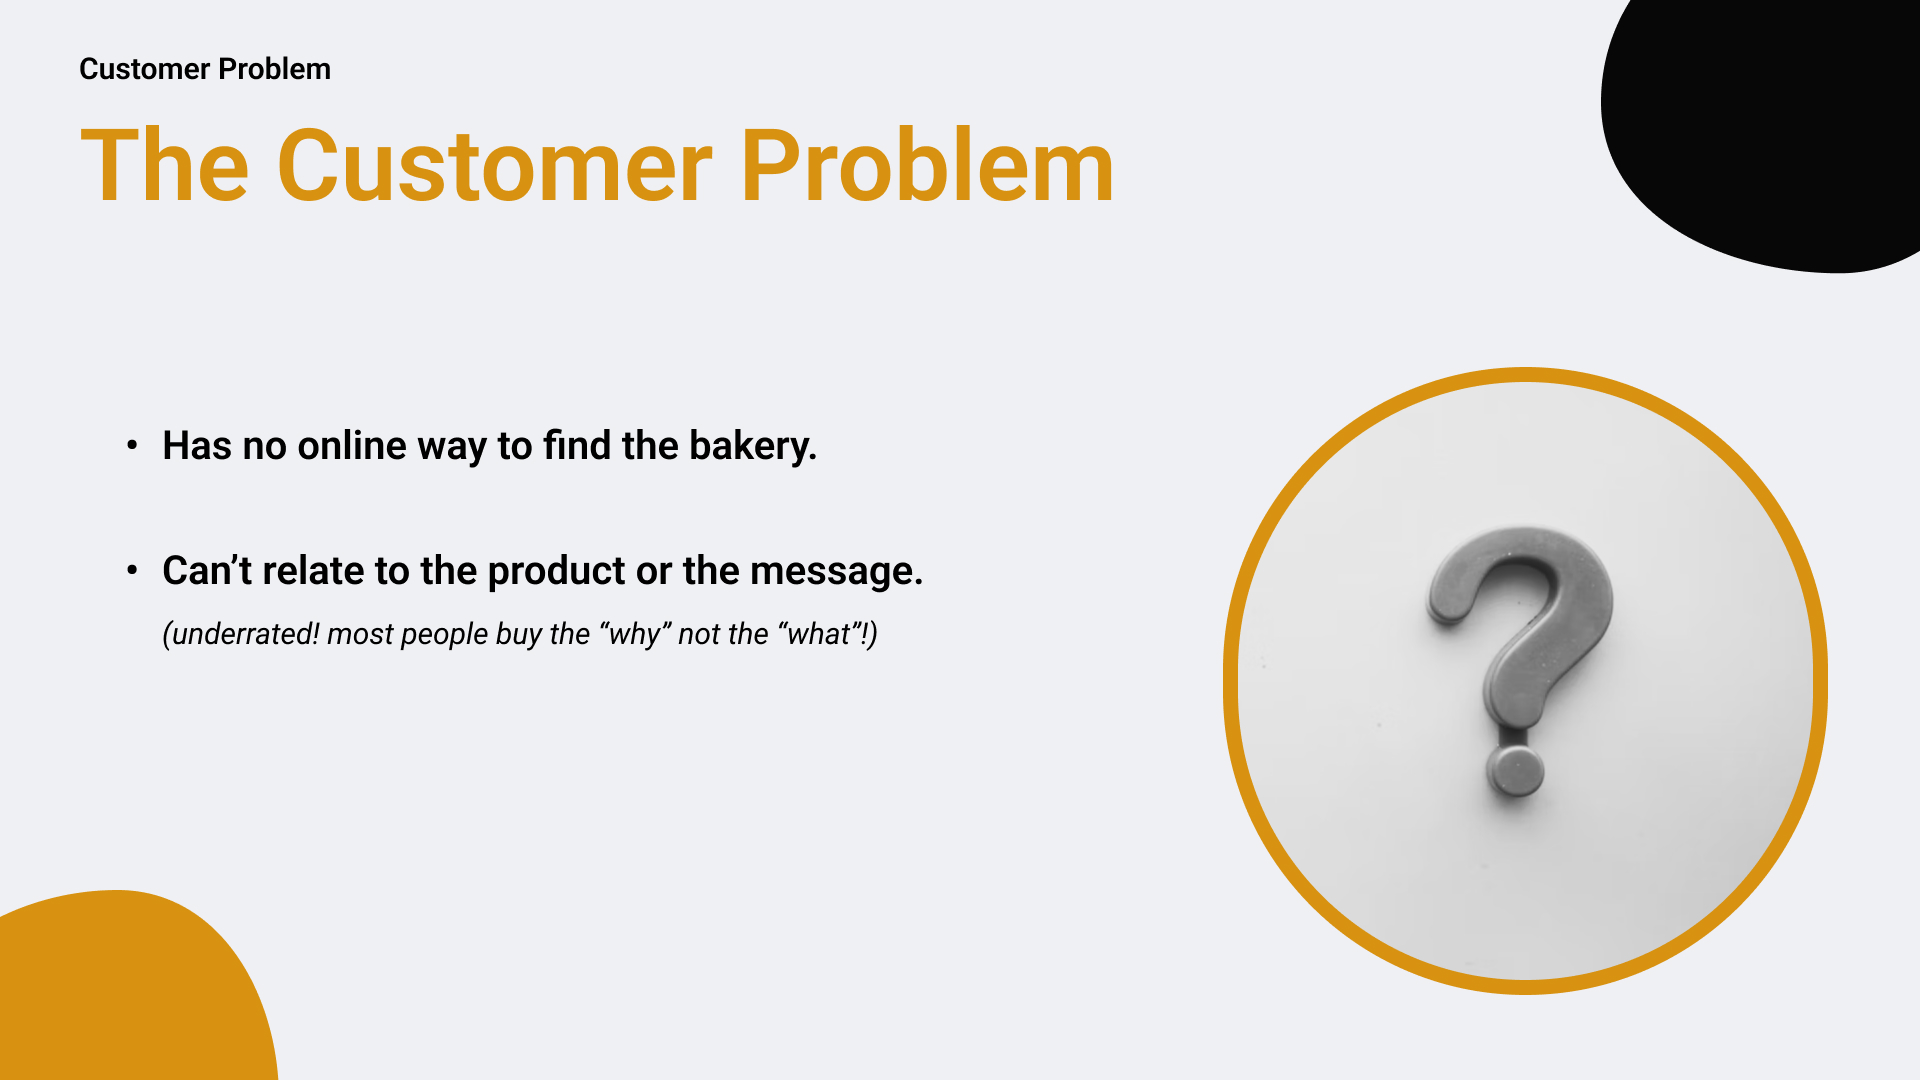 Customer Problem
The Customer Problem
• Has no online way to find the bakery.
• Can’t relate to the product or the message.
(underrated! most people buy the “why” not the “what”!)